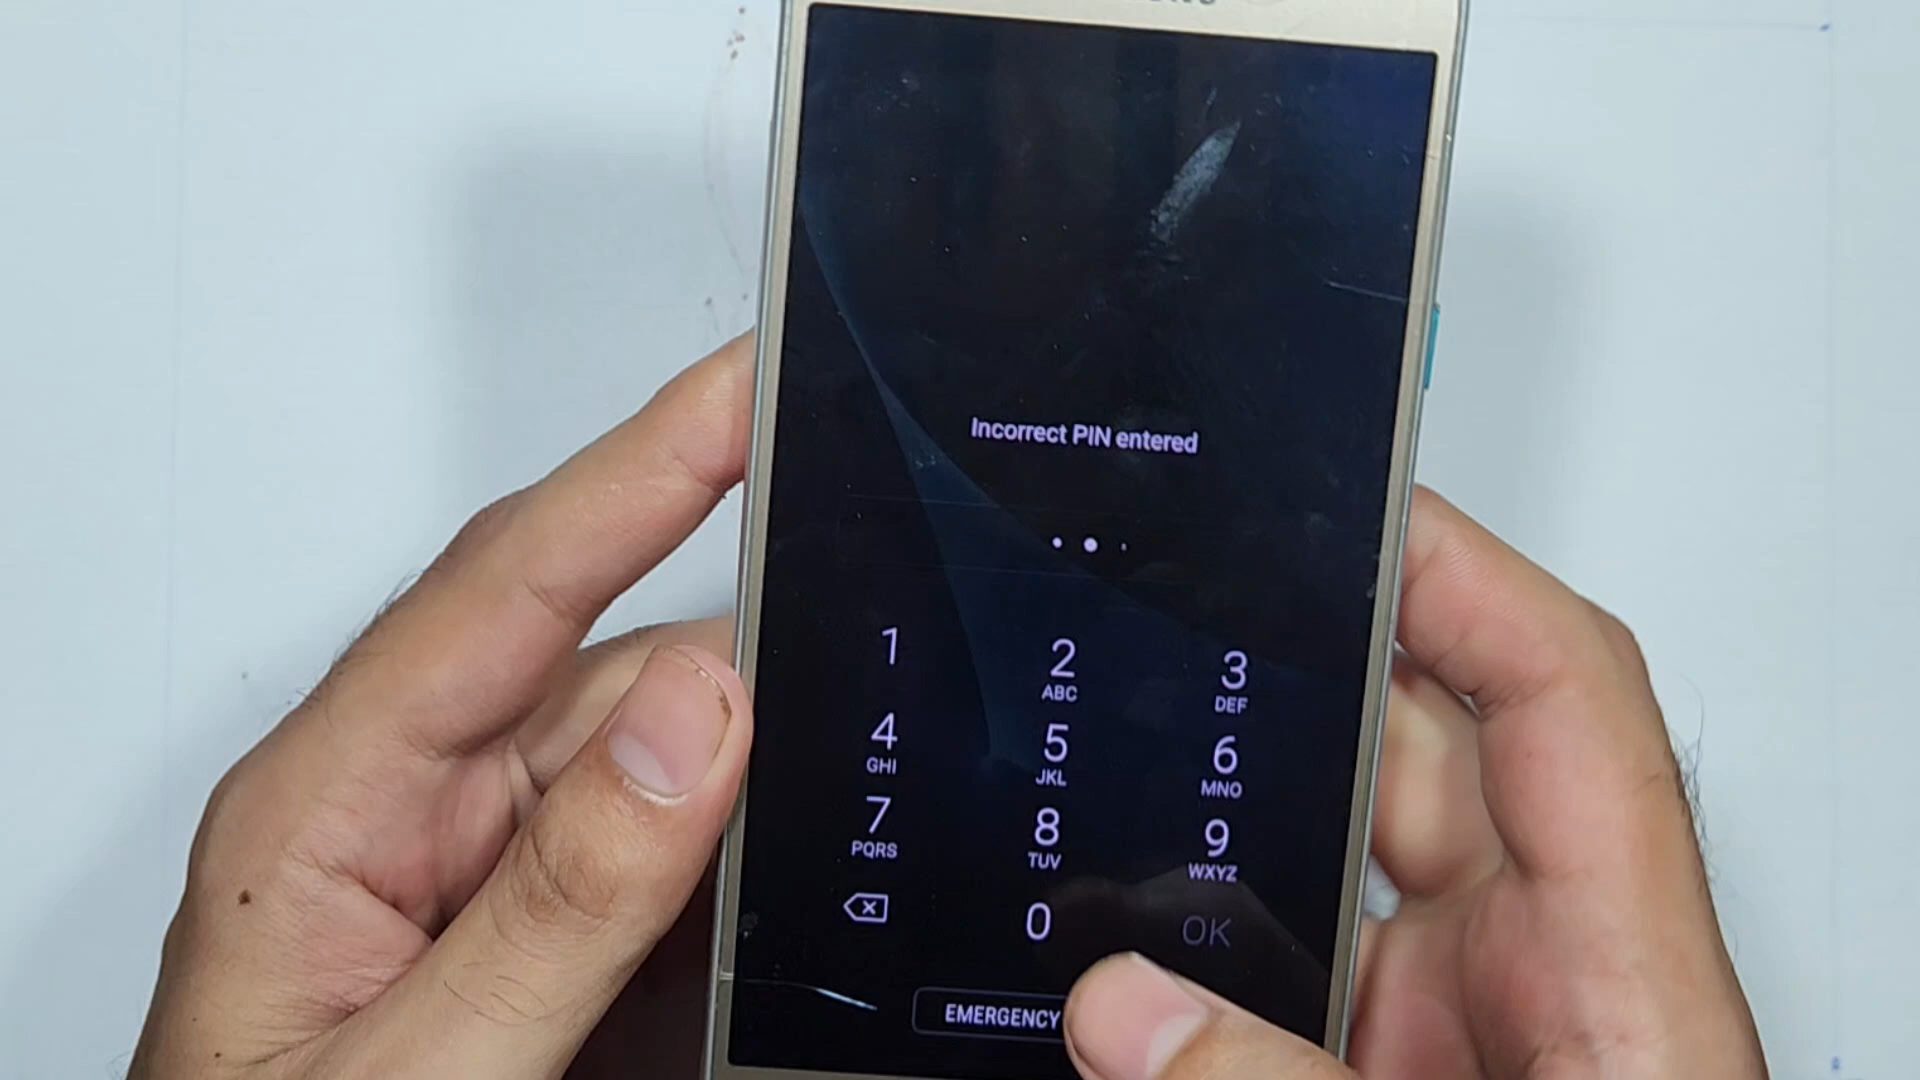 Incorrect PIN entered
1 2 3
ABC DEF
4 5 6
GHI JKL MNO
7 8 9
PQRS TUV WXYZ
0 OK
EMERGENCY